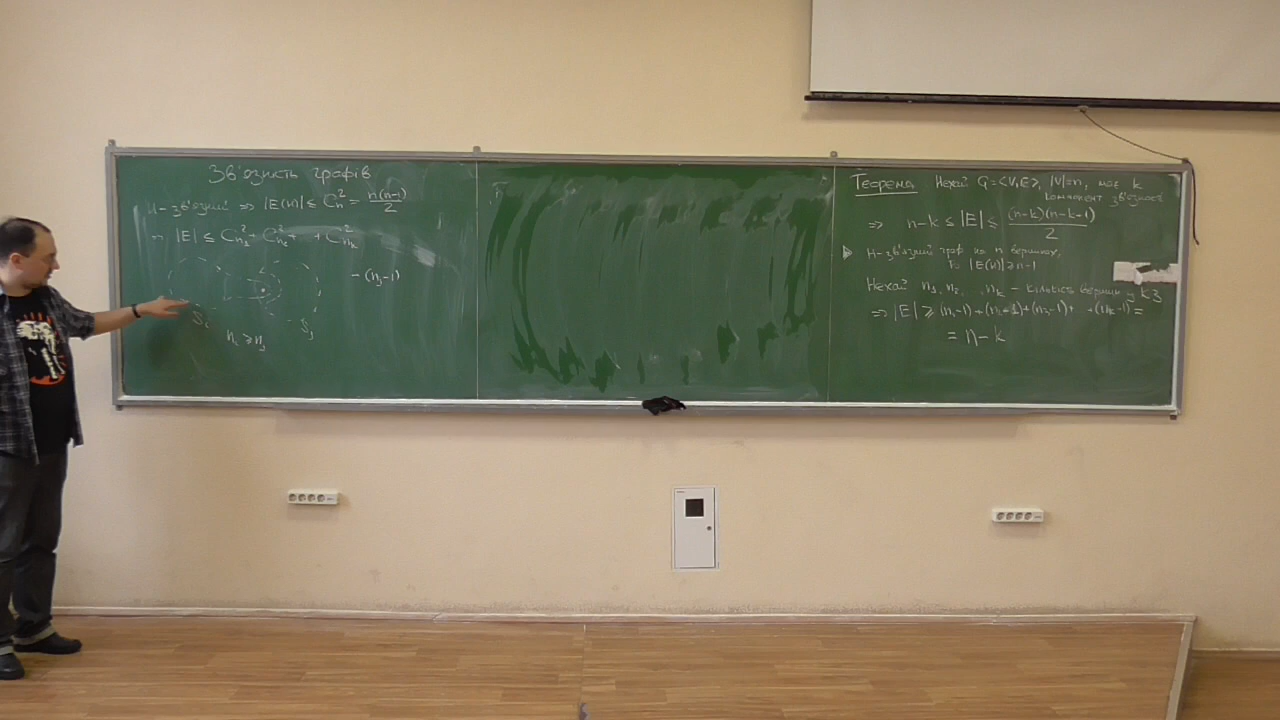 Зв'язність графів
H-зв'язний ⇒ |E(H)| ≤ C_n^2 = n(n-1)/2
⇒ |E| ≤ C_{n_1}^2 + C_{n_2}^2 + + C_{n_k}^2
- (n_j-1)
S_i
S_j
n_i ≥ n_j
Теорема Нехай G=<V,E>, |V|=n, має k
компонент зв'язності
⇒ n-k ≤ |E| ≤ (n-k)(n-k-1)/2
H-зв'язний граф на n вершинах,
то |E(H)| ≥ n-1
Нехай n_1, n_2, , n_k - кількість вершин у КЗ
⇒ |E| ≥ (n_1-1)+(n_2-1)+(n_3-1)+ +(n_k-1) =
= n-k